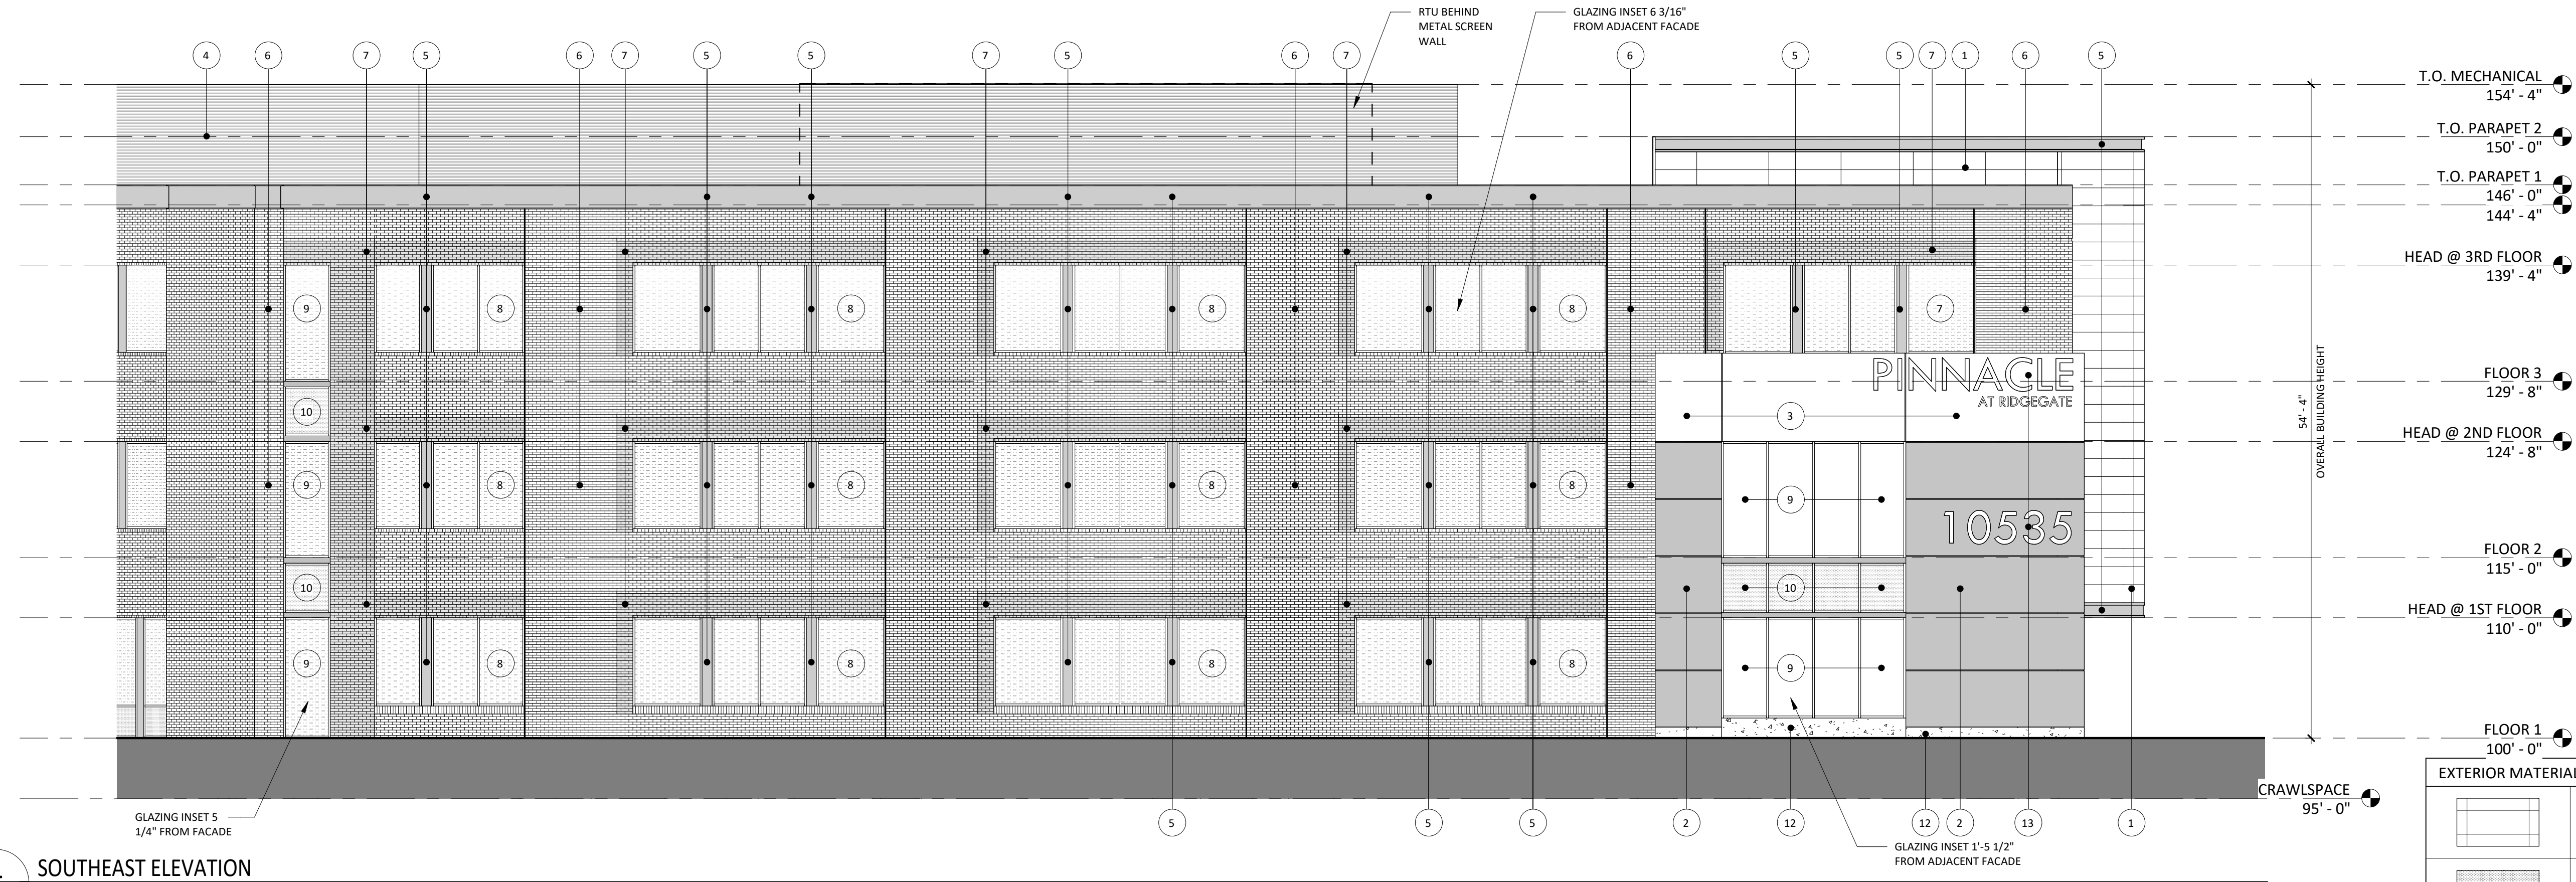 RTU BEHIND
METAL SCREEN
WALL
GLAZING INSET 6 3/16"
FROM ADJACENT FACADE
4 6 7 5 6 7 5 5 7 5 6 7 6 5 5 7 1 6 5
T.O. MECHANICAL
154' - 4"
T.O. PARAPET 2
150' - 0"
T.O. PARAPET 1
146' - 0"
144' - 4"
HEAD @ 3RD FLOOR
139' - 4"
9 8 8 8 8 7
PINNACLE
AT RIDGEGATE
FLOOR 3
129' - 8"
10 3
54' - 4"
OVERALL BUILDING HEIGHT
HEAD @ 2ND FLOOR
124' - 8"
9 8 8 8 8 9
10535
FLOOR 2
115' - 0"
10 10
HEAD @ 1ST FLOOR
110' - 0"
9 8 8 8 8 9
FLOOR 1
100' - 0"
EXTERIOR MATERIAL
CRAWLSPACE
95' - 0"
GLAZING INSET 5
1/4" FROM FACADE
5 5 5 2 12 12 2 13 1
GLAZING INSET 1'-5 1/2"
FROM ADJACENT FACADE
SOUTHEAST ELEVATION